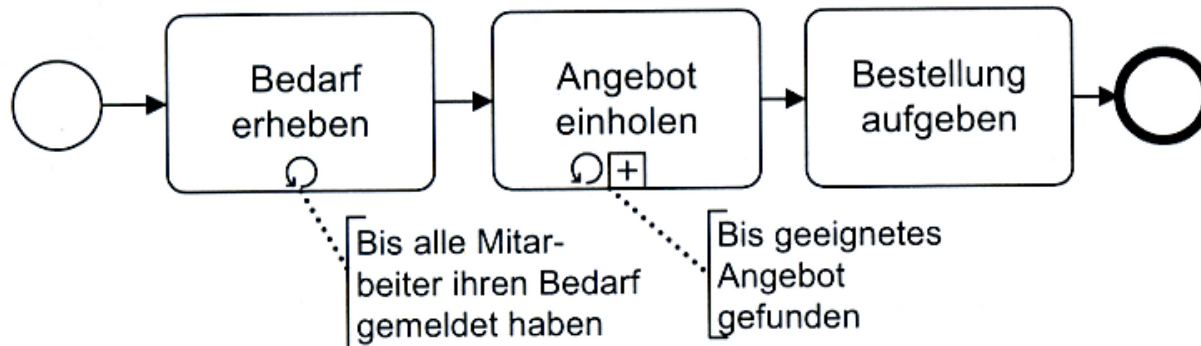 Bedarf
erheben
Angebot
einholen
Bestellung
aufgeben
Bis alle Mitar-
beiter ihren Bedarf
gemeldet haben
Bis geeignetes
Angebot
gefunden